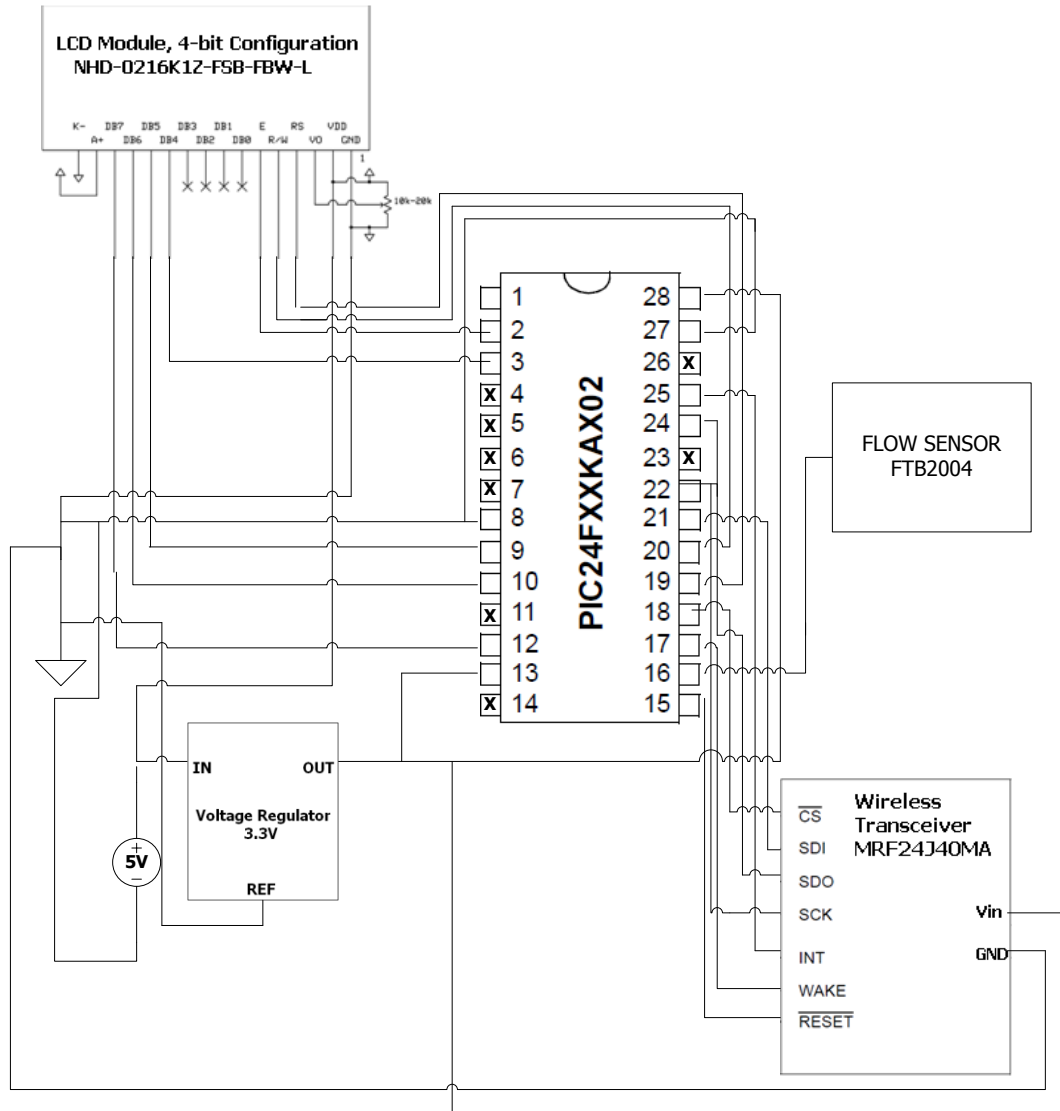 LCD Module, 4-bit Configuration
NHD-0216K1Z-FSB-FBW-L
K- DB7 DB5 DB3 DB1 E RS VDD
A+ DB6 DB4 DB2 DB0 R/W VO GND
1
10k-20k
1 28
2 27
3 26 X
X 4 25
X 5 24
X 6 23 X
X 7 22
8 21
9 20
10 19
X 11 18
12 17
13 16
X 14 15
PIC24FXXKAX02
FLOW SENSOR
FTB2004
IN OUT
Voltage Regulator
3.3V
REF
+
5V
−
Wireless
Transceiver
MRF24J40MA
CS
SDI
SDO
SCK
INT
WAKE
RESET
Vin
GND